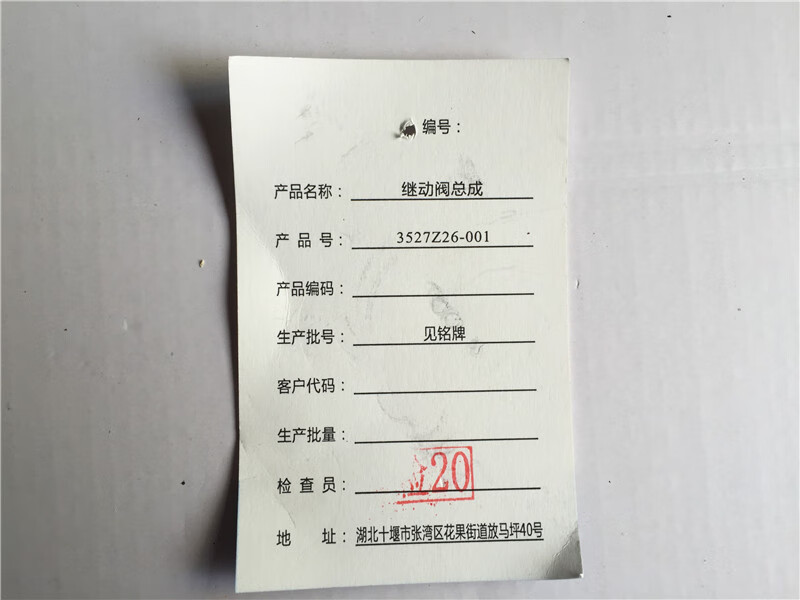 编号：
产品名称： 继动阀总成
产 品 号： 3527Z26-001
产品编码：
生产批号： 见铭牌
客户代码：
生产批量：
检 查 员： 20
地 址： 湖北十堰市张湾区花果街道放马坪40号